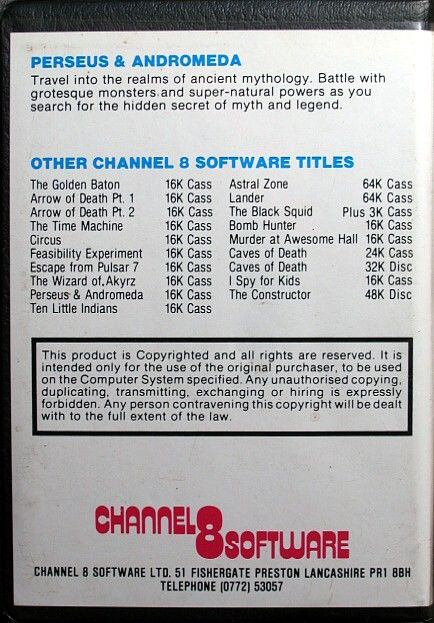 PERSEUS & ANDROMEDA
Travel into the realms of ancient mythology. Battle with
grotesque monsters and super-natural powers as you
search for the hidden secret of myth and legend.
OTHER CHANNEL 8 SOFTWARE TITLES
The Golden Baton 16K Cass
Arrow of Death Pt. 1 16K Cass
Arrow of Death Pt. 2 16K Cass
The Time Machine 16K Cass
Circus 16K Cass
Feasibility Experiment 16K Cass
Escape from Pulsar 7 16K Cass
The Wizard of, Akyrz 16K Cass
Perseus & Andromeda 16K Cass
Ten Little Indians 16K Cass
Astral Zone 64K Cass
Lander 64K Cass
The Black Squid Plus 3K Cass
Bomb Hunter 16K Cass
Murder at Awesome Hall 16K Cass
Caves of Death 24K Cass
Caves of Death 32K Disc
I Spy for Kids 16K Cass
The Constructor 48K Disc
This product is Copyrighted and all rights are reserved. It is
intended only for the use of the original purchaser, to be used
on the Computer System specified. Any unauthorised copying,
duplicating, transmitting, exchanging or hiring is expressly
forbidden. Any person contravening this copyright will be dealt
with to the full extent of the law.
CHANNEL 8 SOFTWARE
CHANNEL 8 SOFTWARE LTD. 51 FISHERGATE PRESTON LANCASHIRE PR1 8BH
TELEPHONE (0772) 53057